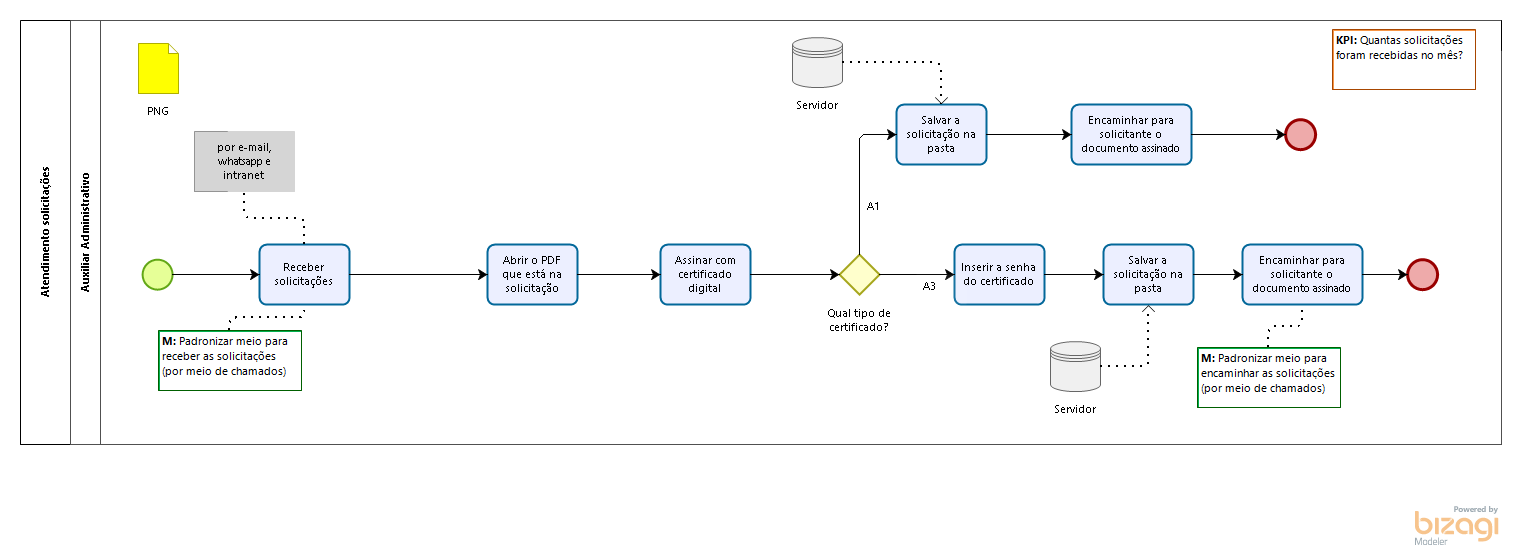 Atendimento solicitações
Auxiliar Administrativo
PNG
por e-mail,
whatsapp e
intranet
Receber
solicitações
M: Padronizar meio para
receber as solicitações
(por meio de chamados)
Abrir o PDF
que está na
solicitação
Assinar com
certificado
digital
Qual tipo de
certificado?
A1
Servidor
Salvar a
solicitação na
pasta
Encaminhar para
solicitante o
documento assinado
KPI: Quantas solicitações
foram recebidas no mês?
A3
Inserir a senha
do certificado
Salvar a
solicitação na
pasta
Servidor
Encaminhar para
solicitante o
documento assinado
M: Padronizar meio para
encaminhar as solicitações
(por meio de chamados)
Powered by
bizagi
Modeler